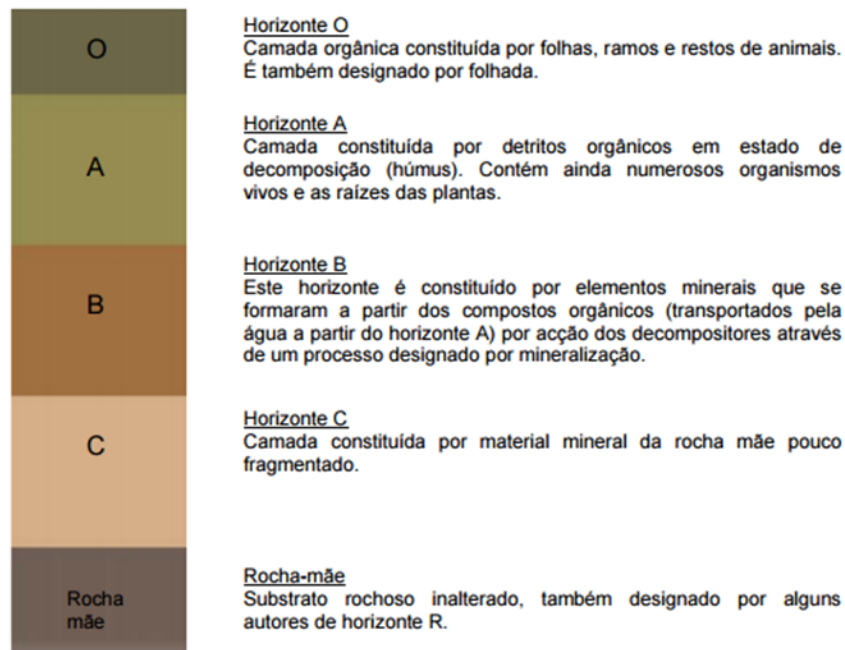 O
Horizonte O
Camada orgânica constituída por folhas, ramos e restos de animais.
É também designado por folhada.
A
Horizonte A
Camada constituída por detritos orgânicos em estado de
decomposição (húmus). Contém ainda numerosos organismos
vivos e as raízes das plantas.
B
Horizonte B
Este horizonte é constituído por elementos minerais que se
formaram a partir dos compostos orgânicos (transportados pela
água a partir do horizonte A) por acção dos decompositores através
de um processo designado por mineralização.
C
Horizonte C
Camada constituída por material mineral da rocha mãe pouco
fragmentado.
Rocha
mãe
Rocha-mãe
Substrato rochoso inalterado, também designado por alguns
autores de horizonte R.